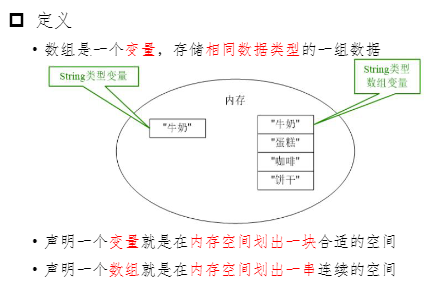 定义
• 数组是一个变量，存储相同数据类型的一组数据
String类型变量
String类型
数组变量
内存
"牛奶"
"牛奶"
"蛋糕"
"咖啡"
"饼干"
• 声明一个变量就是在内存空间划出一块合适的空间
• 声明一个数组就是在内存空间划出一串连续的空间